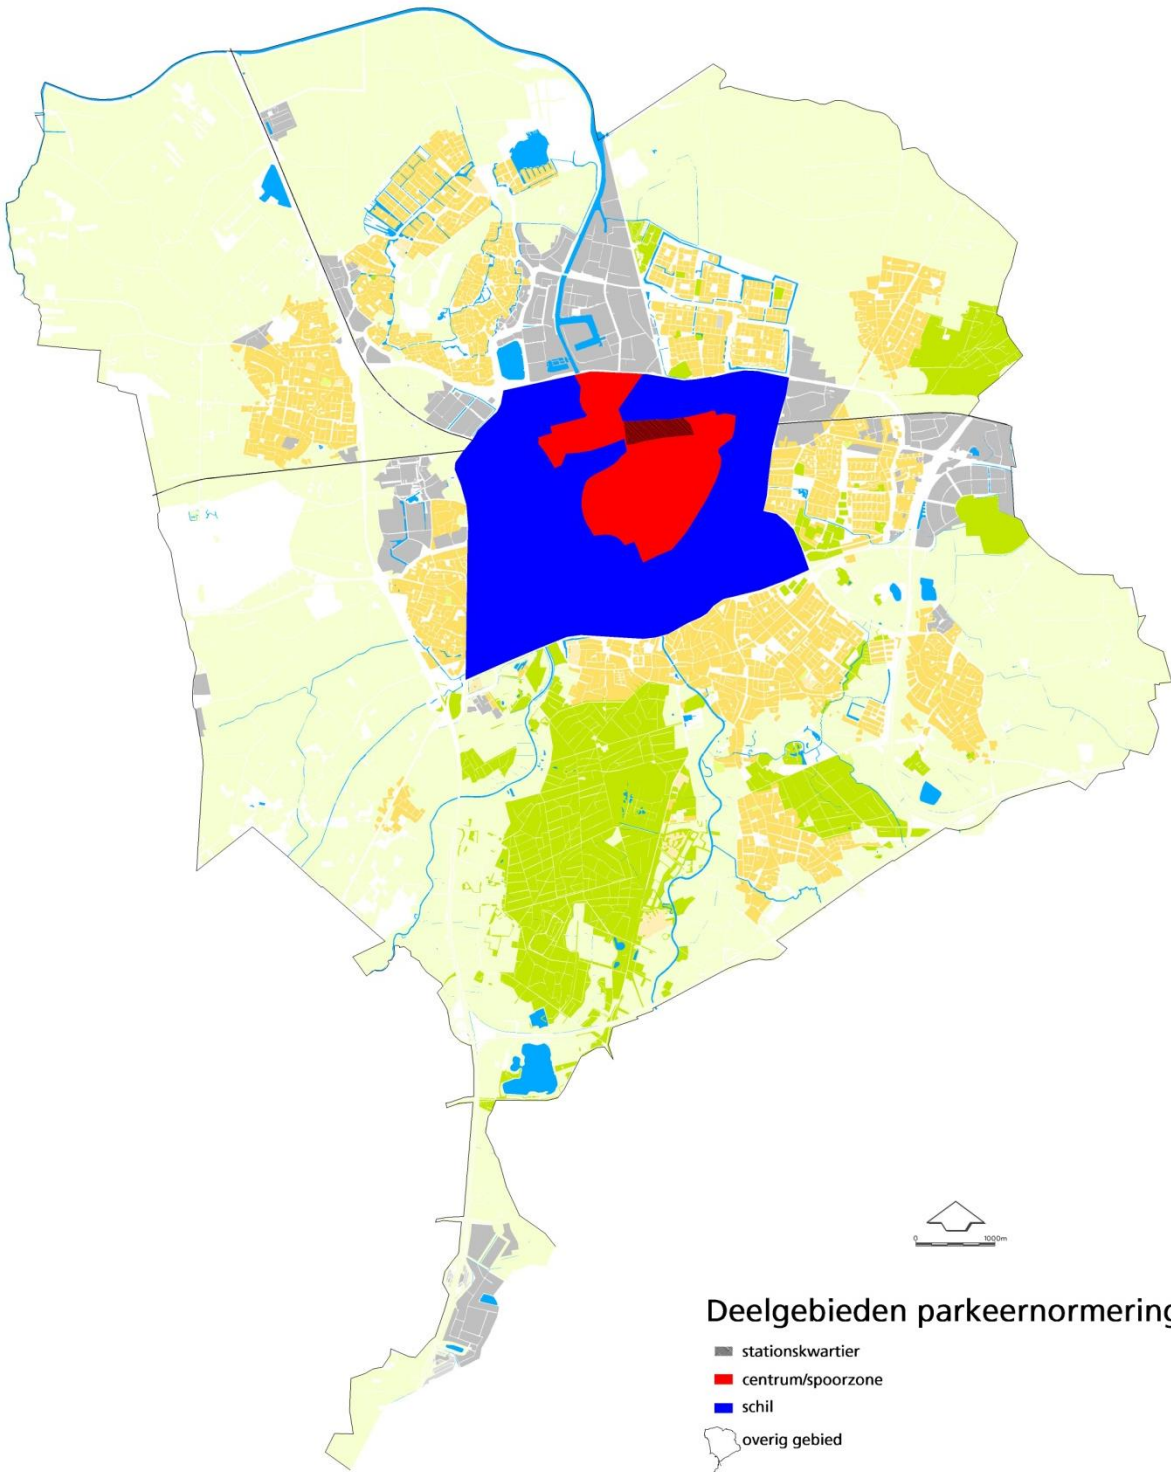 0 1000m
Deelgebieden parkeernormering
stationskwartier
centrum/spoorzone
schil
overig gebied